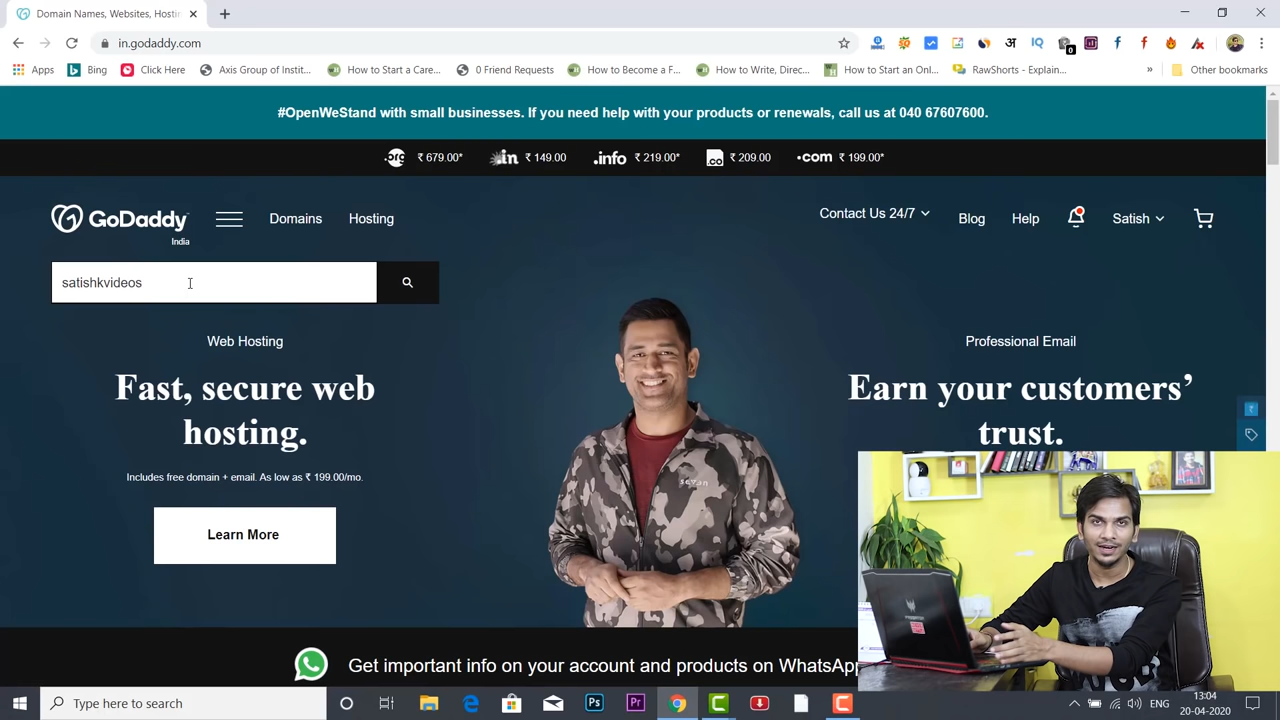 Domain Names, Websites, Hostin
in.godaddy.com
Apps
Bing
Click Here
Axis Group of Instit...
How to Start a Care...
0 Friend Requests
How to Become a F...
How to Write, Direc...
How to Start an Onl...
RawShorts - Explain...
»
Other bookmarks
#OpenWeStand with small businesses. If you need help with your products or renewals, call us at 040 67607600.
.org ₹ 679.00*
.in ₹ 149.00
.info ₹ 219.00*
.co ₹ 209.00
.com ₹ 199.00*
GoDaddy
India
Domains
Hosting
Contact Us 24/7
Blog
Help
Satish
satishkvideos
Web Hosting
Fast, secure web
hosting.
Includes free domain + email. As low as ₹ 199.00/mo.
Learn More
Professional Email
Earn your customers’
trust.
seven
PREDATOR
Get important info on your account and products on WhatsApp
Type here to search
Ps
Pr
ENG
13:04
20-04-2020